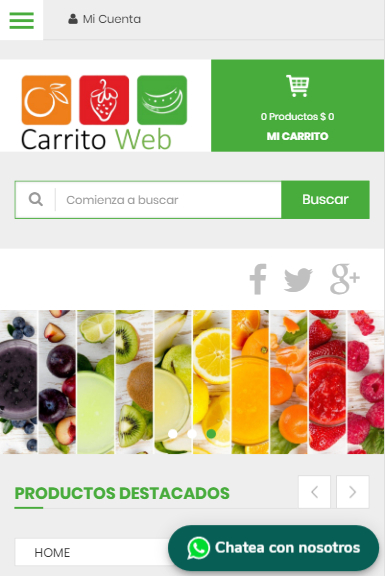 Mi Cuenta
Carrito Web
0 Productos $ 0
MI CARRITO
Comienza a buscar
Buscar
PRODUCTOS DESTACADOS
HOME
Chatea con nosotros